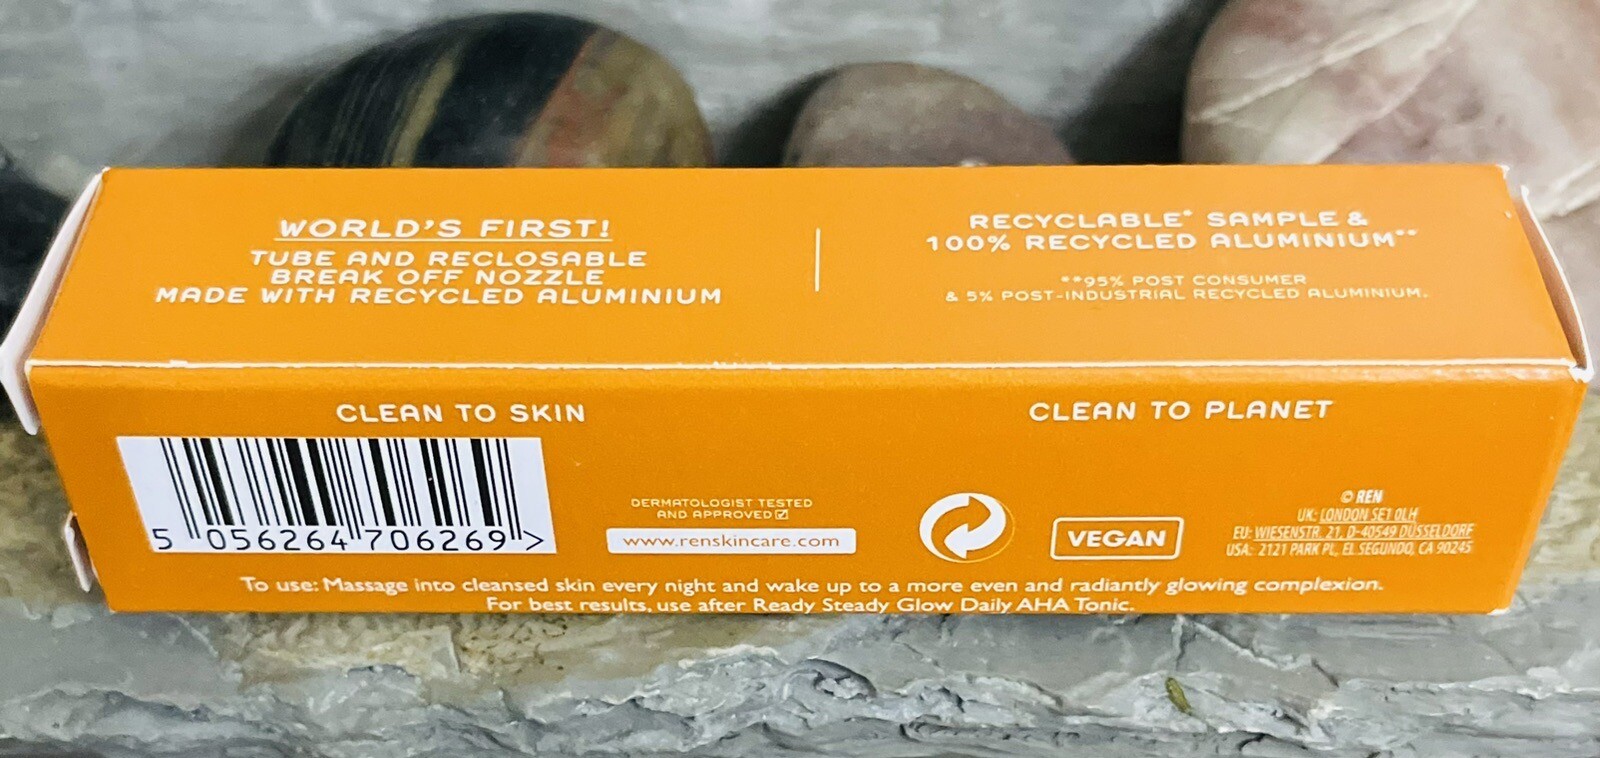 WORLD'S FIRST!
TUBE AND RECLOSABLE
BREAK OFF NOZZLE
MADE WITH RECYCLED ALUMINIUM
RECYCLABLE* SAMPLE &
100% RECYCLED ALUMINIUM**
**95% POST CONSUMER
& 5% POST-INDUSTRIAL RECYCLED ALUMINIUM.
CLEAN TO SKIN
CLEAN TO PLANET
5 056264 706269 >
DERMATOLOGIST TESTED
AND APPROVED☑
www.renskincare.com
VEGAN
© REN
UK: LONDON SE1 0LH
EU: WIESENSTR. 21, D-40549 DÜSSELDORF
USA: 2121 PARK PL, EL SEGUNDO, CA 90245
To use: Massage into cleansed skin every night and wake up to a more even and radiantly glowing complexion.
For best results, use after Ready Steady Glow Daily AHA Tonic.